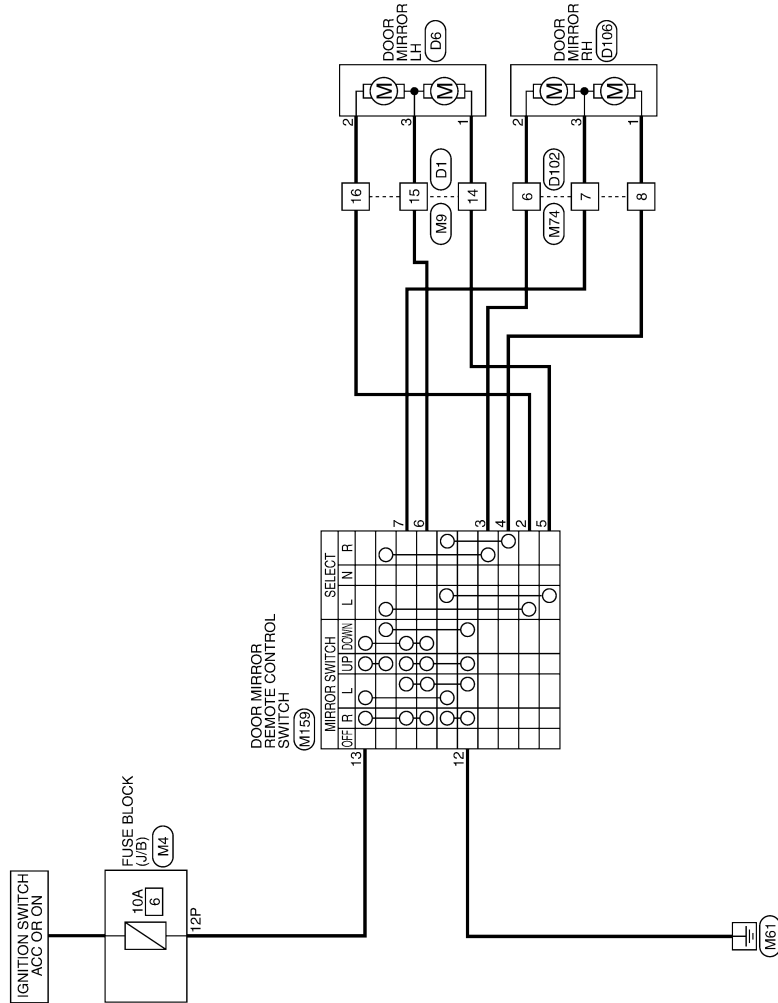 IGNITION SWITCH
ACC OR ON
FUSE BLOCK
(J/B)
M4
10A
6
12P
DOOR MIRROR
REMOTE CONTROL
SWITCH
M159
MIRROR SWITCH
SELECT
OFF R L UP DOWN L N R
13
12
7
6
3
4
2
5
M61
DOOR
MIRROR
LH
D6
M
M
2
3
1
16
15
14
D1
M9
DOOR
MIRROR
RH
D106
M
M
2
3
1
6
7
8
D102
M74